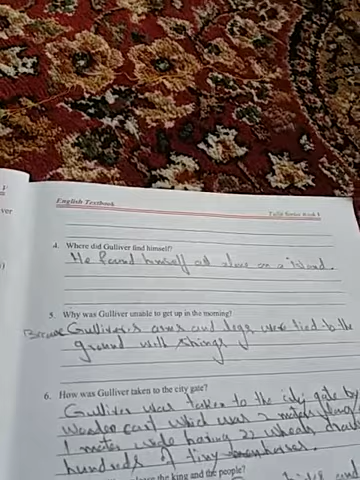 English Textbook
ver
4. Where did Gulliver find himself?
He found himself all alone on a island.
5. Why was Gulliver unable to get up in the morning?
Because Gulliver's arms and legs were tied to the
ground with strings
6. How was Gulliver taken to the city gate?
Gulliver was taken to the city gate by
wooden cart which was 2 meters long
1 meter wide having 22 wheels
hundreds of tiny horses.
the king and the people?
and